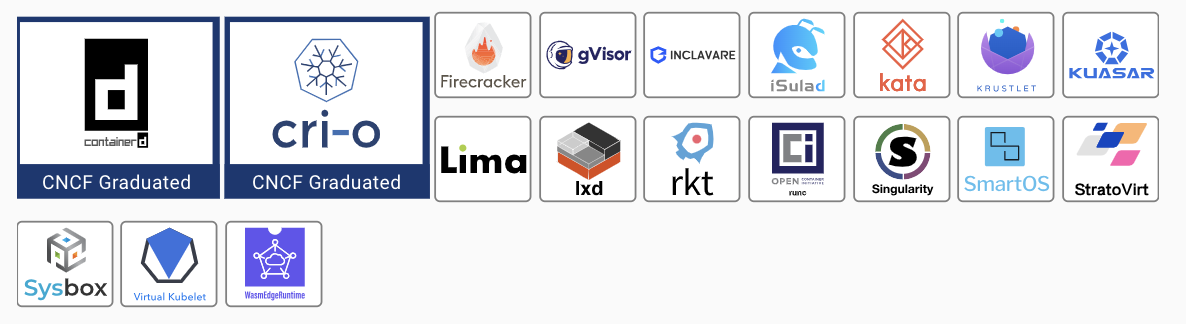 containerd
CNCF Graduated
cri-o
CNCF Graduated
Firecracker
gVisor
INCLAVARE
iSulad
kata
KRUSTLET
KUASAR
Lima
lxd
rkt
OPEN CONTAINER INITIATIVE
runc
Singularity
SmartOS
StratoVirt
Sysbox
Virtual Kubelet
WasmEdgeRuntime